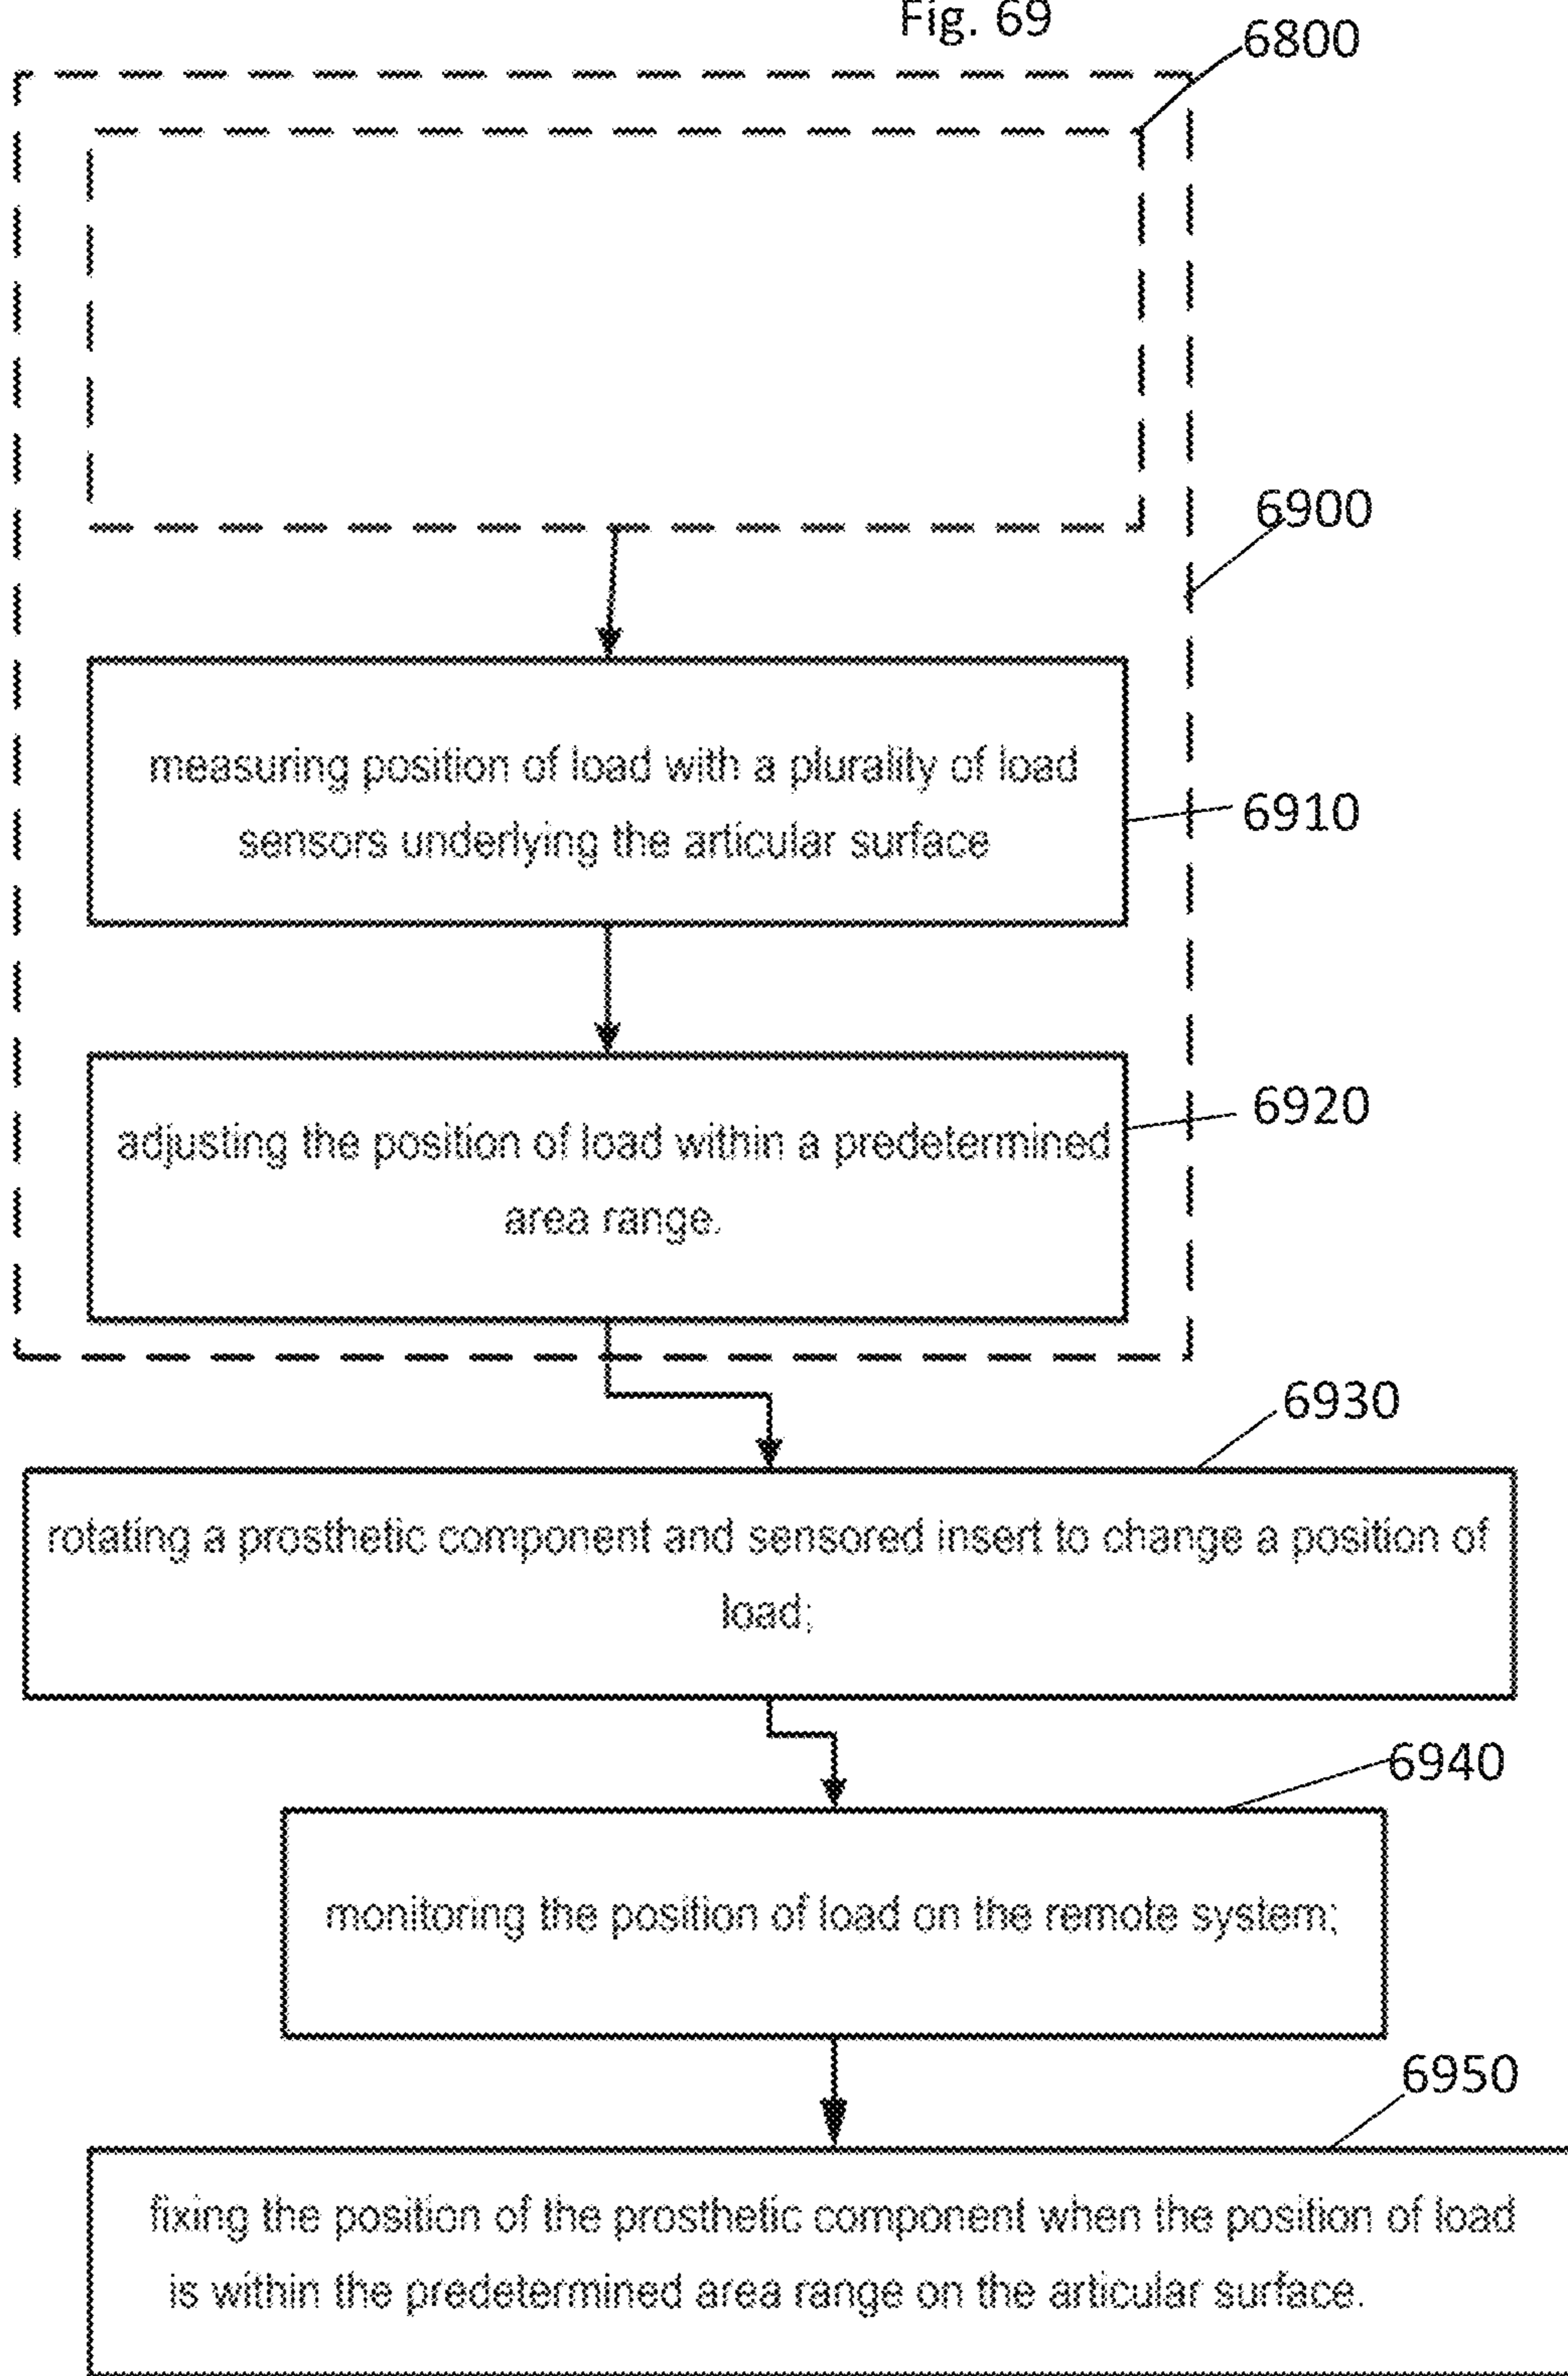 Fig. 69
6800
6900
measuring position of load with a plurality of load
sensors underlying the articular surface
6910
adjusting the position of load within a predetermined
area range.
6920
6930
rotating a prosthetic component and sensored insert to change a position of
load;
6940
monitoring the position of load on the remote system;
6950
fixing the position of the prosthetic component when the position of load
is within the predetermined area range on the articular surface.